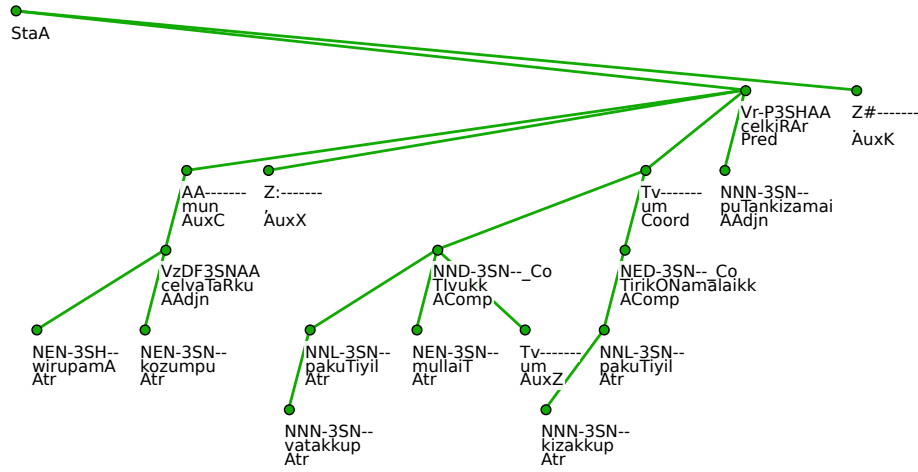 StaA
Vr-P3SHAA
celkiRAr
Pred
Z#-------
.
AuxK
AA-------
mun
AuxC
Z:-------
,
AuxX
Tv-------
um
Coord
NNN-3SN--
puTankizamai
AAdjn
VzDF3SNAA
celvaTaRku
AAdjn
NND-3SN--_Co
TIvukk
AComp
NED-3SN--_Co
TirikONamalaikk
AComp
NEN-3SH--
wirupamA
Atr
NEN-3SN--
kozumpu
Atr
NNL-3SN--
pakuTiyil
Atr
NEN-3SN--
mullaiT
Atr
Tv-------
um
AuxZ
NNL-3SN--
pakuTiyil
Atr
NNN-3SN--
vatakkup
Atr
NNN-3SN--
kizakkup
Atr